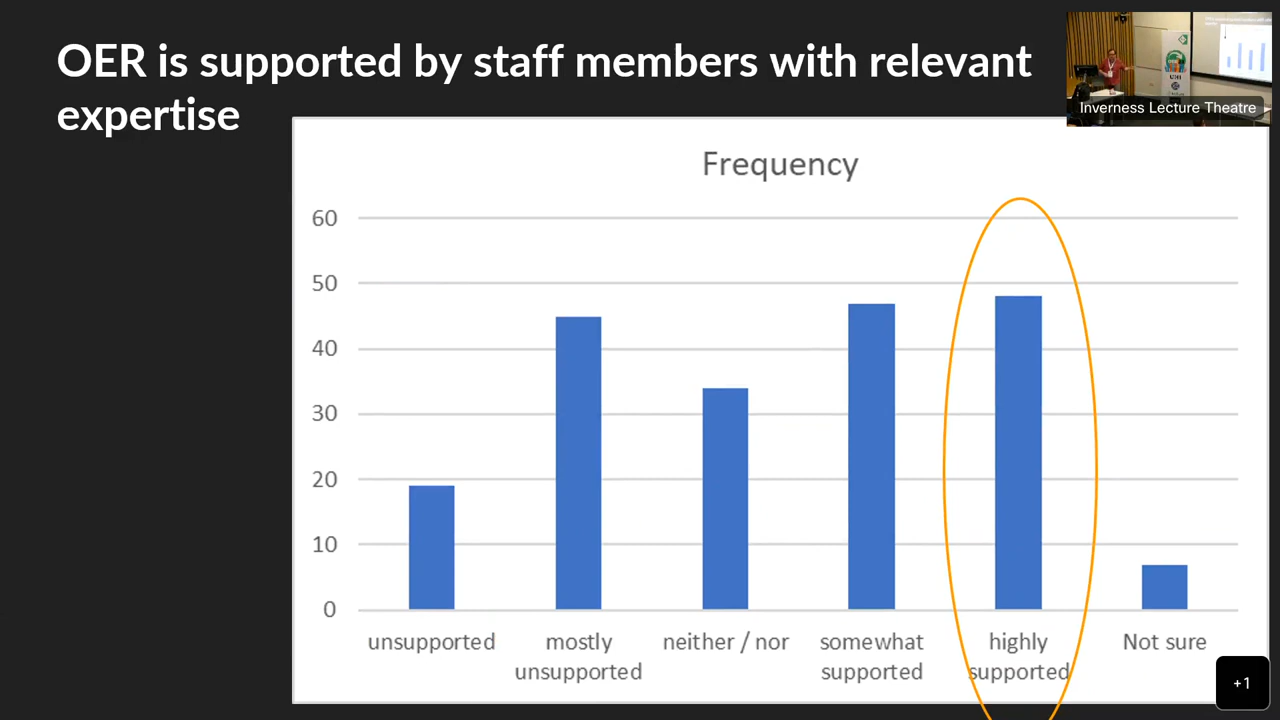 OER is supported by staff members with relevant
expertise
Inverness Lecture Theatre
Frequency
60
50
40
30
20
10
0
unsupported
mostly
unsupported
neither / nor
somewhat
supported
highly
supported
Not sure
+1